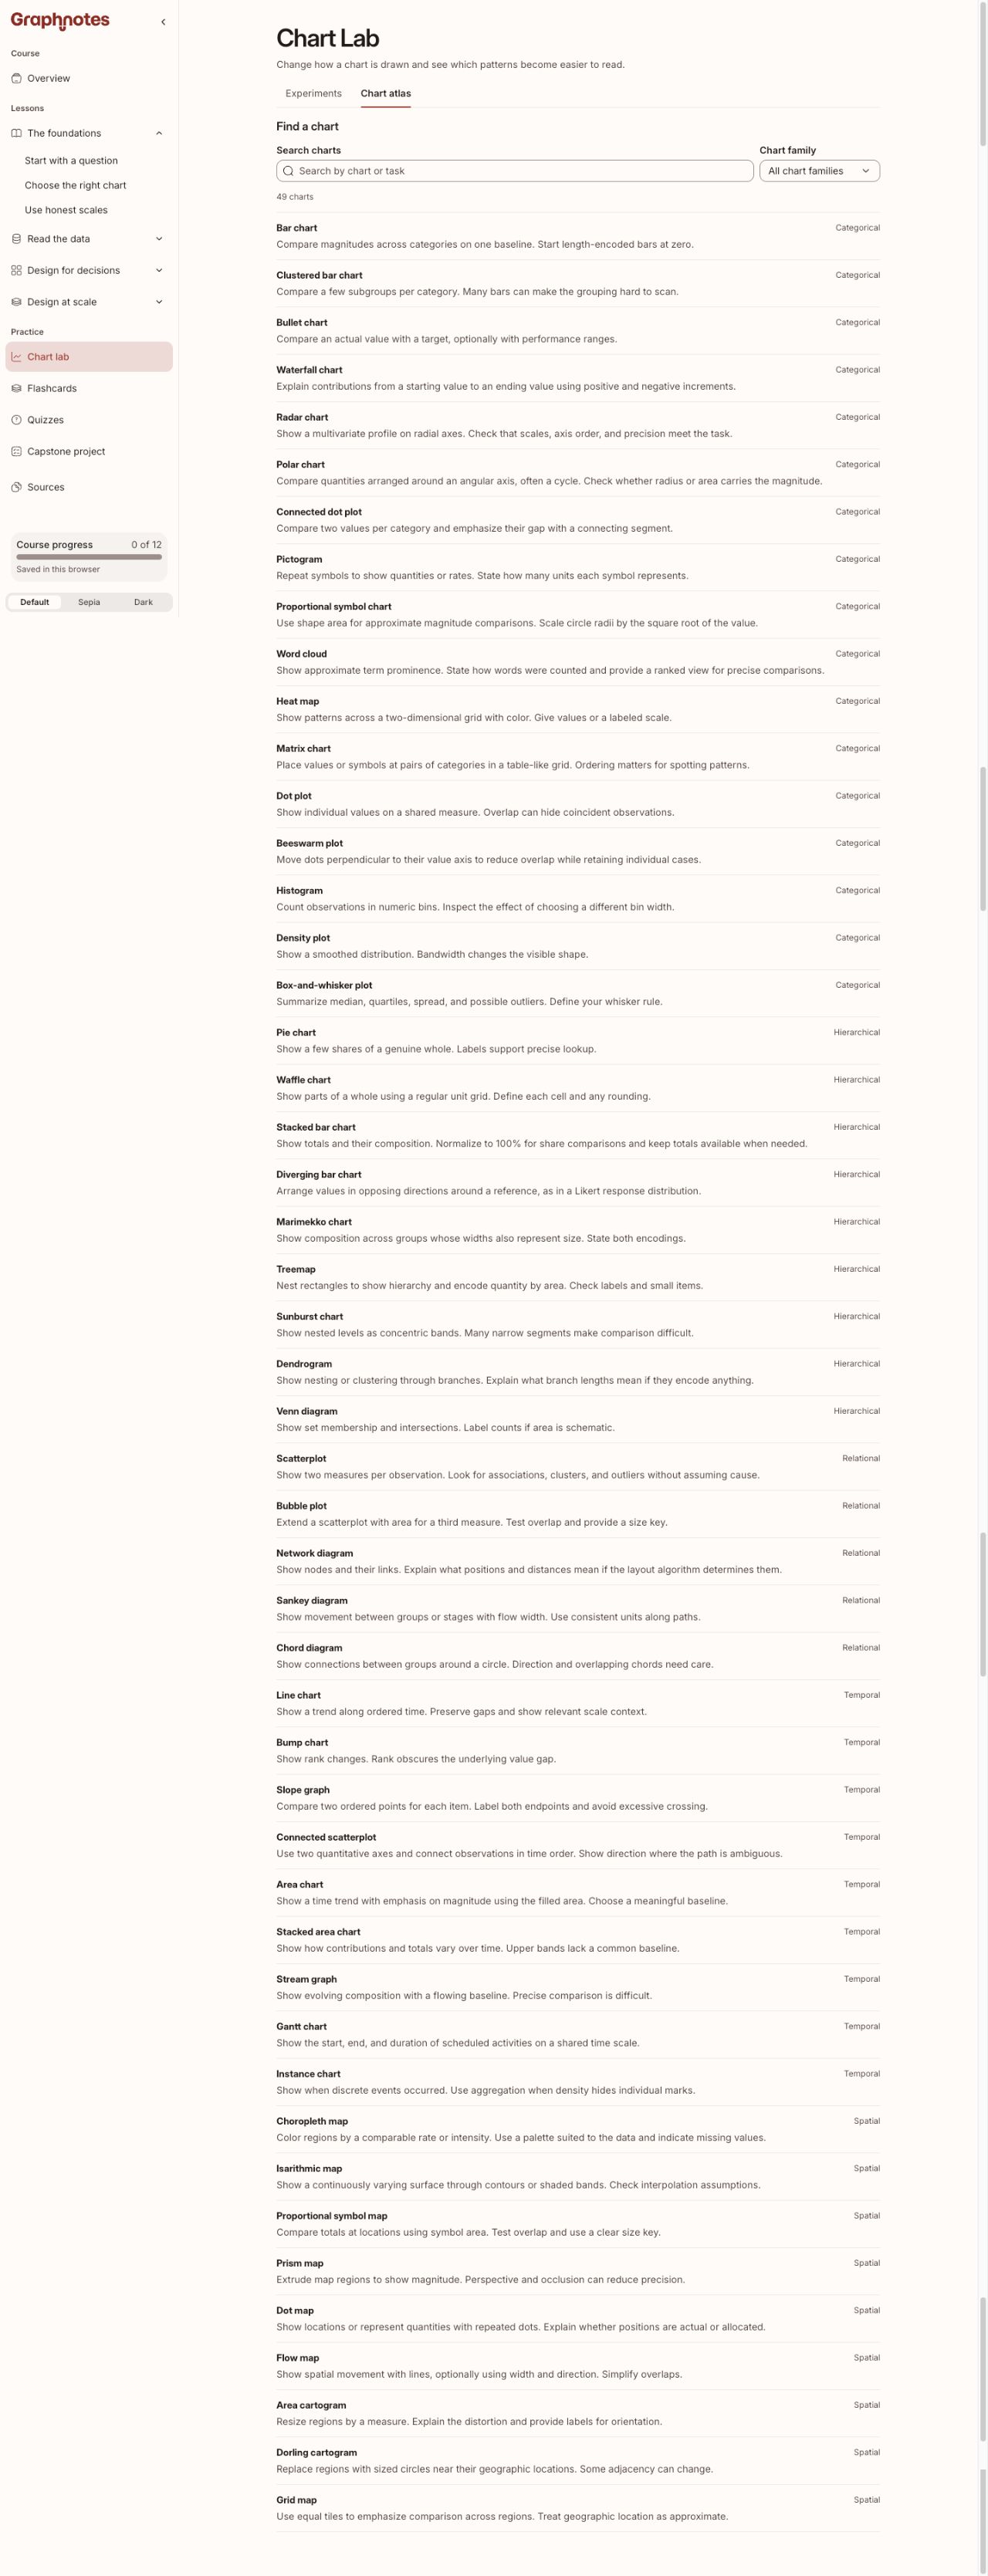 Graphnotes
Course
Overview
Lessons
The foundations
Start with a question
Choose the right chart
Use honest scales
Read the data
Design for decisions
Design at scale
Practice
Chart lab
Flashcards
Quizzes
Capstone project
Sources
Course progress 0 of 12
Saved in this browser
Default Sepia Dark
Chart Lab
Change how a chart is drawn and see which patterns become easier to read.
Experiments Chart atlas
Find a chart
Search charts Chart family
Search by chart or task All chart families
49 charts
Bar chart Categorical
Compare magnitudes across categories on one baseline. Start length-encoded bars at zero.
Clustered bar chart Categorical
Compare a few subgroups per category. Many bars can make the grouping hard to scan.
Bullet chart Categorical
Compare an actual value with a target, optionally with performance ranges.
Waterfall chart Categorical
Explain contributions from a starting value to an ending value using positive and negative increments.
Radar chart Categorical
Show a multivariate profile on radial axes. Check that scales, axis order, and precision meet the task.
Polar chart Categorical
Compare quantities arranged around an angular axis, often a cycle. Check whether radius or area carries the magnitude.
Connected dot plot Categorical
Compare two values per category and emphasize their gap with a connecting segment.
Pictogram Categorical
Repeat symbols to show quantities or rates. State how many units each symbol represents.
Proportional symbol chart Categorical
Use shape area for approximate magnitude comparisons. Scale circle radii by the square root of the value.
Word cloud Categorical
Show approximate term prominence. State how words were counted and provide a ranked view for precise comparisons.
Heat map Categorical
Show patterns across a two-dimensional grid with color. Give values or a labeled scale.
Matrix chart Categorical
Place values or symbols at pairs of categories in a table-like grid. Ordering matters for spotting patterns.
Dot plot Categorical
Show individual values on a shared measure. Overlap can hide coincident observations.
Beeswarm plot Categorical
Move dots perpendicular to their value axis to reduce overlap while retaining individual cases.
Histogram Categorical
Count observations in numeric bins. Inspect the effect of choosing a different bin width.
Density plot Categorical
Show a smoothed distribution. Bandwidth changes the visible shape.
Box-and-whisker plot Categorical
Summarize median, quartiles, spread, and possible outliers. Define your whisker rule.
Pie chart Hierarchical
Show a few shares of a genuine whole. Labels support precise lookup.
Waffle chart Hierarchical
Show parts of a whole using a regular unit grid. Define each cell and any rounding.
Stacked bar chart Hierarchical
Show totals and their composition. Normalize to 100% for share comparisons and keep totals available when needed.
Diverging bar chart Hierarchical
Arrange values in opposing directions around a reference, as in a Likert response distribution.
Marimekko chart Hierarchical
Show composition across groups whose widths also represent size. State both encodings.
Treemap Hierarchical
Nest rectangles to show hierarchy and encode quantity by area. Check labels and small items.
Sunburst chart Hierarchical
Show nested levels as concentric bands. Many narrow segments make comparison difficult.
Dendrogram Hierarchical
Show nesting or clustering through branches. Explain what branch lengths mean if they encode anything.
Venn diagram Hierarchical
Show set membership and intersections. Label counts if area is schematic.
Scatterplot Relational
Show two measures per observation. Look for associations, clusters, and outliers without assuming cause.
Bubble plot Relational
Extend a scatterplot with area for a third measure. Test overlap and provide a size key.
Network diagram Relational
Show nodes and their links. Explain what positions and distances mean if the layout algorithm determines them.
Sankey diagram Relational
Show movement between groups or stages with flow width. Use consistent units along paths.
Chord diagram Relational
Show connections between groups around a circle. Direction and overlapping chords need care.
Line chart Temporal
Show a trend along ordered time. Preserve gaps and show relevant scale context.
Bump chart Temporal
Show rank changes. Rank obscures the underlying value gap.
Slope graph Temporal
Compare two ordered points for each item. Label both endpoints and avoid excessive crossing.
Connected scatterplot Temporal
Use two quantitative axes and connect observations in time order. Show direction where the path is ambiguous.
Area chart Temporal
Show a time trend with emphasis on magnitude using the filled area. Choose a meaningful baseline.
Stacked area chart Temporal
Show how contributions and totals vary over time. Upper bands lack a common baseline.
Stream graph Temporal
Show evolving composition with a flowing baseline. Precise comparison is difficult.
Gantt chart Temporal
Show the start, end, and duration of scheduled activities on a shared time scale.
Instance chart Temporal
Show when discrete events occurred. Use aggregation when density hides individual marks.
Choropleth map Spatial
Color regions by a comparable rate or intensity. Use a palette suited to the data and indicate missing values.
Isarithmic map Spatial
Show a continuously varying surface through contours or shaded bands. Check interpolation assumptions.
Proportional symbol map Spatial
Compare totals at locations using symbol area. Test overlap and use a clear size key.
Prism map Spatial
Extrude map regions to show magnitude. Perspective and occlusion can reduce precision.
Dot map Spatial
Show locations or represent quantities with repeated dots. Explain whether positions are actual or allocated.
Flow map Spatial
Show spatial movement with lines, optionally using width and direction. Simplify overlaps.
Area cartogram Spatial
Resize regions by a measure. Explain the distortion and provide labels for orientation.
Dorling cartogram Spatial
Replace regions with sized circles near their geographic locations. Some adjacency can change.
Grid map Spatial
Use equal tiles to emphasize comparison across regions. Treat geographic location as approximate.